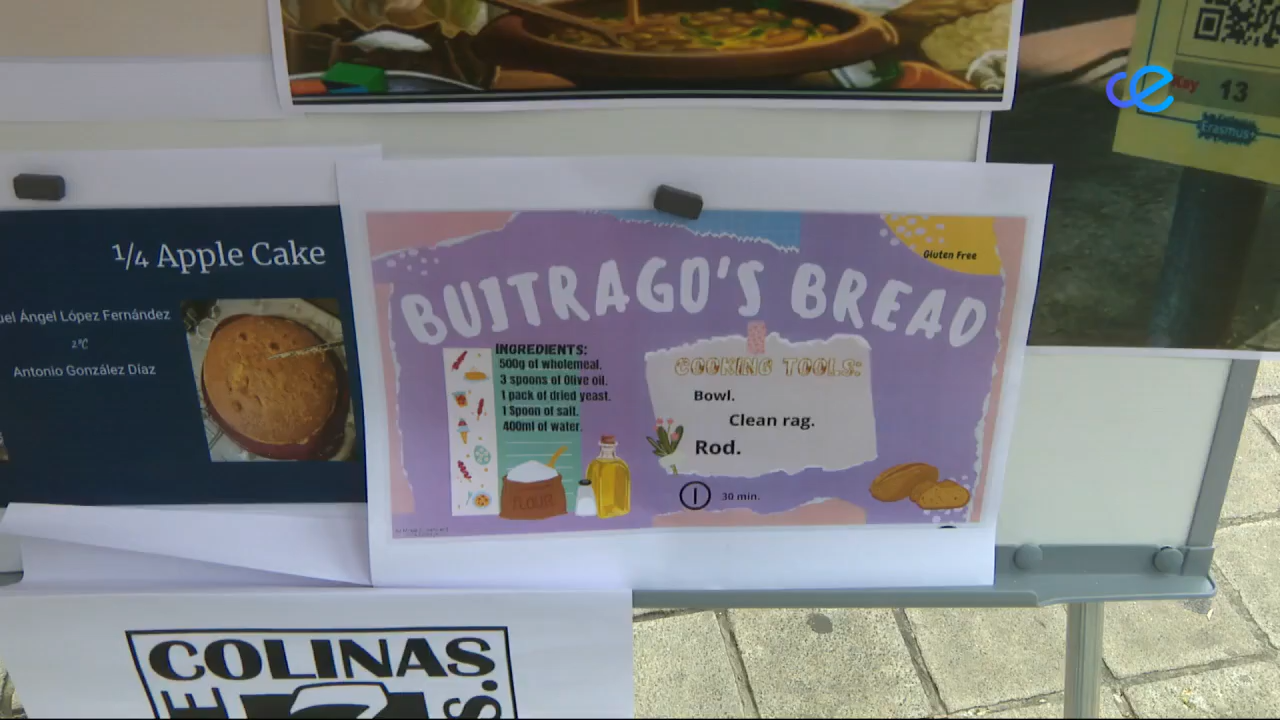 ce
Key 13
Erasmus+
1/4 Apple Cake
uel Ángel López Fernández
2ºC
Antonio González Díaz
Gluten Free
BUITRAGO'S BREAD
INGREDIENTS:
500g of wholemeal.
3 spoons of Olive oil.
1 pack of dried yeast.
1 Spoon of salt.
400ml of water.
FLOUR
COOKING TOOLS:
Bowl.
Clean rag.
Rod.
30 min.
COLINAS